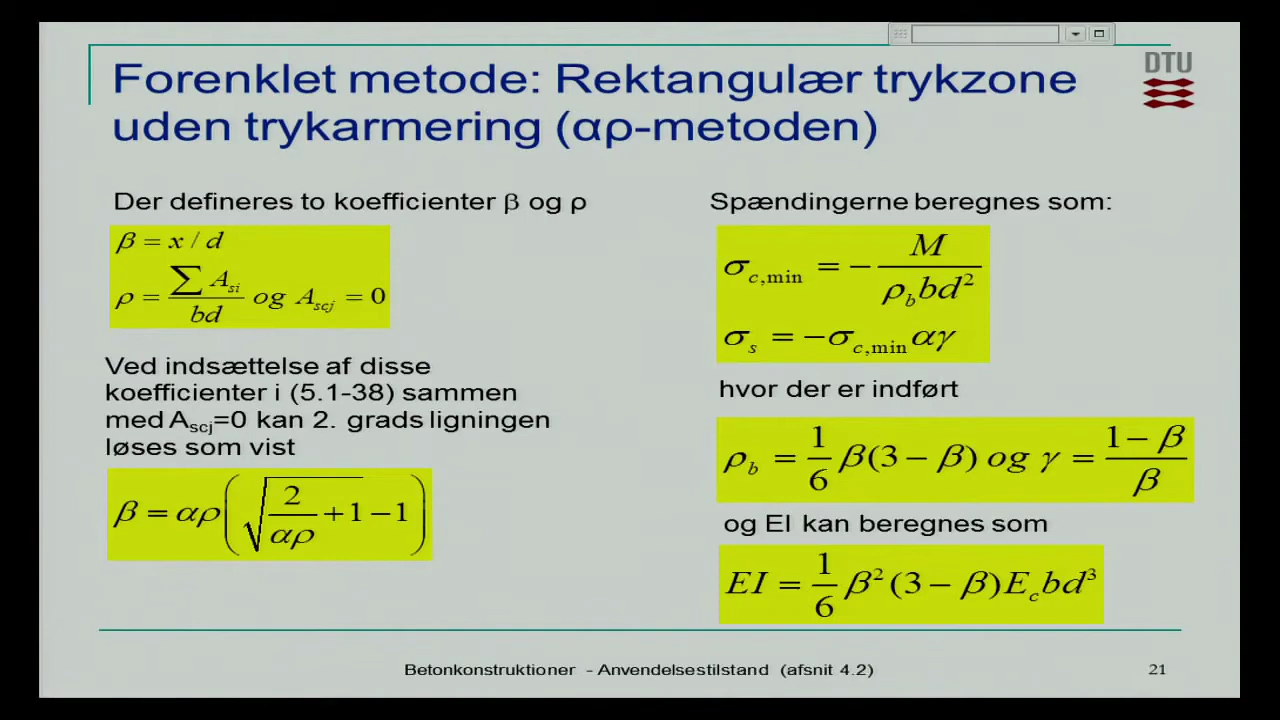 DTU
Forenklet metode: Rektangulær trykzone
uden trykarmering (αρ-metoden)
Der defineres to koefficienter β og ρ
β = x / d
ρ = ∑ A_si / bd og A_scj = 0
Ved indsættelse af disse
koefficienter i (5.1-38) sammen
med A_scj=0 kan 2. grads ligningen
løses som vist
β = αρ(√(2/αρ + 1) − 1)
Spændingerne beregnes som:
σ_c,min = − M / ρ_b bd²
σ_s = −σ_c,min αγ
hvor der er indført
ρ_b = 1/6 β(3 − β) og γ = (1 − β)/β
og EI kan beregnes som
EI = 1/6 β²(3 − β)E_c bd³
Betonkonstruktioner - Anvendelsestilstand (afsnit 4.2)
21